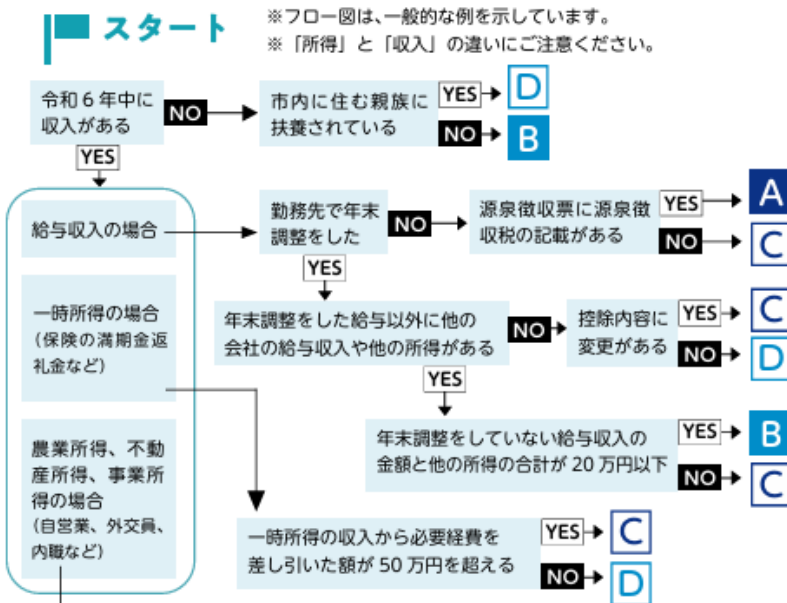 スタート
※フロー図は、一般的な例を示しています。
※「所得」と「収入」の違いにご注意ください。
令和6年中に
収入がある
NO
市内に住む親族に
扶養されている
YES
D
NO
B
YES
給与収入の場合
勤務先で年末
調整をした
NO
源泉徴収票に源泉徴
収税の記載がある
YES
A
NO
C
YES
一時所得の場合
(保険の満期金返
礼金など)
年末調整をした給与以外に他の
会社の給与収入や他の所得がある
NO
控除内容に
変更がある
YES
C
NO
D
YES
年末調整をしていない給与収入の
金額と他の所得の合計が20万円以下
YES
B
NO
C
農業所得、不動
産所得、事業所
得の場合
(自営業、外交員、
内職など)
一時所得の収入から必要経費を
差し引いた額が50万円を超える
YES
C
NO
D